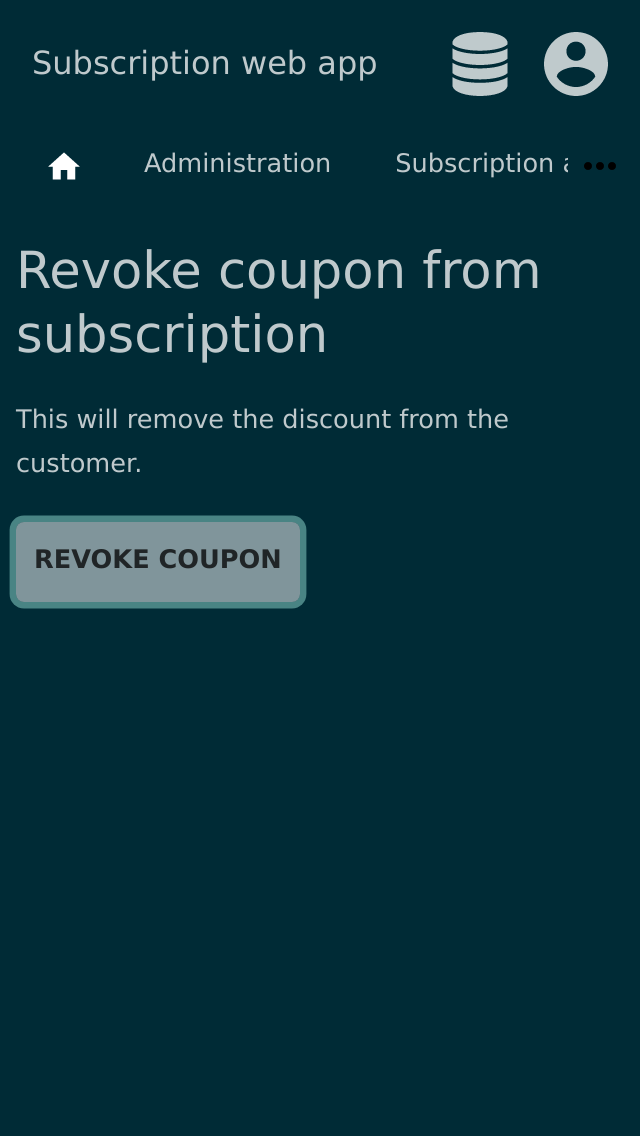 Subscription web app
Administration Subscription
Revoke coupon from
subscription
This will remove the discount from the
customer.
REVOKE COUPON